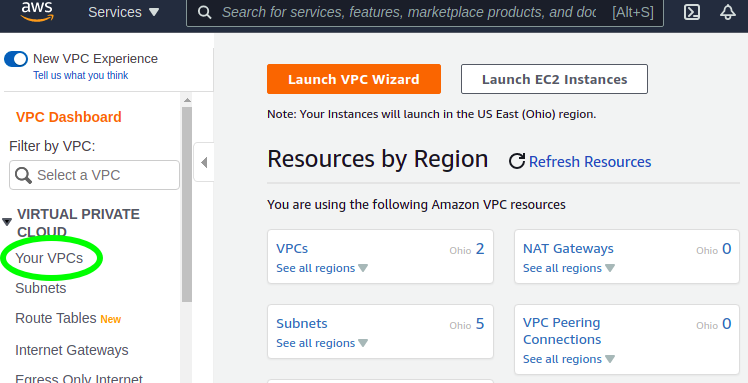 aws
Services ▼
Search for services, features, marketplace products, and doc [Alt+S]
New VPC Experience
Tell us what you think
VPC Dashboard
Filter by VPC:
Select a VPC
VIRTUAL PRIVATE
CLOUD
Your VPCs
Subnets
Route Tables New
Internet Gateways
Egress Only Internet
Launch VPC Wizard
Launch EC2 Instances
Note: Your Instances will launch in the US East (Ohio) region.
Resources by Region
Refresh Resources
You are using the following Amazon VPC resources
VPCs Ohio 2
See all regions ▼
NAT Gateways Ohio 0
See all regions ▼
Subnets Ohio 5
See all regions ▼
VPC Peering Ohio 0
Connections
See all regions ▼